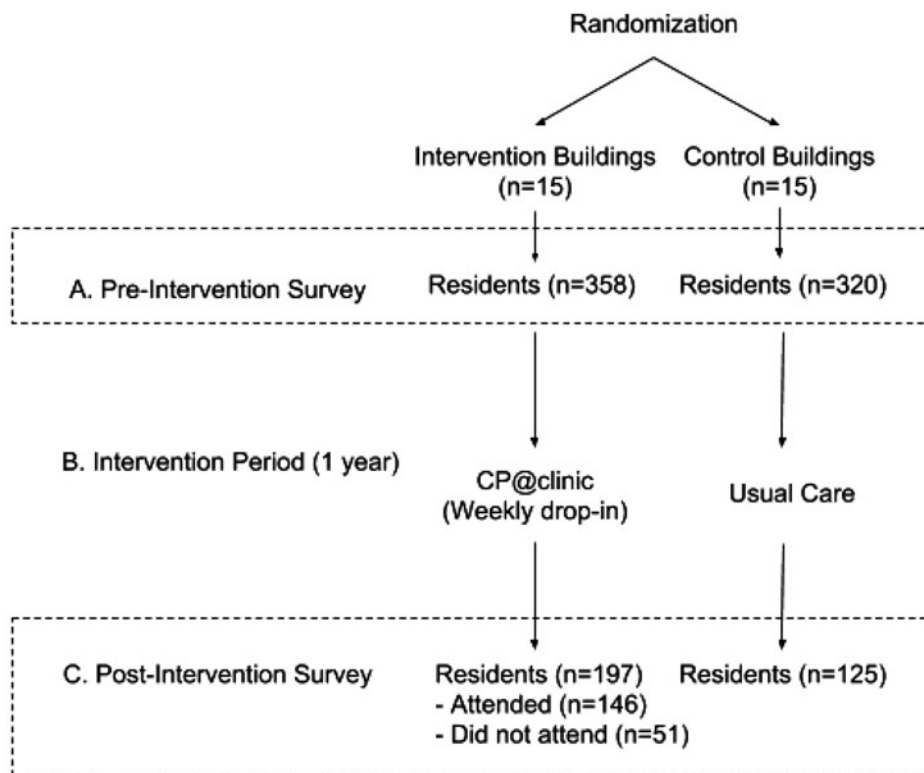 Randomization
Intervention Buildings
(n=15)
Control Buildings
(n=15)
A. Pre-Intervention Survey
Residents (n=358)
Residents (n=320)
B. Intervention Period (1 year)
CP@clinic
(Weekly drop-in)
Usual Care
C. Post-Intervention Survey
Residents (n=197)
- Attended (n=146)
- Did not attend (n=51)
Residents (n=125)